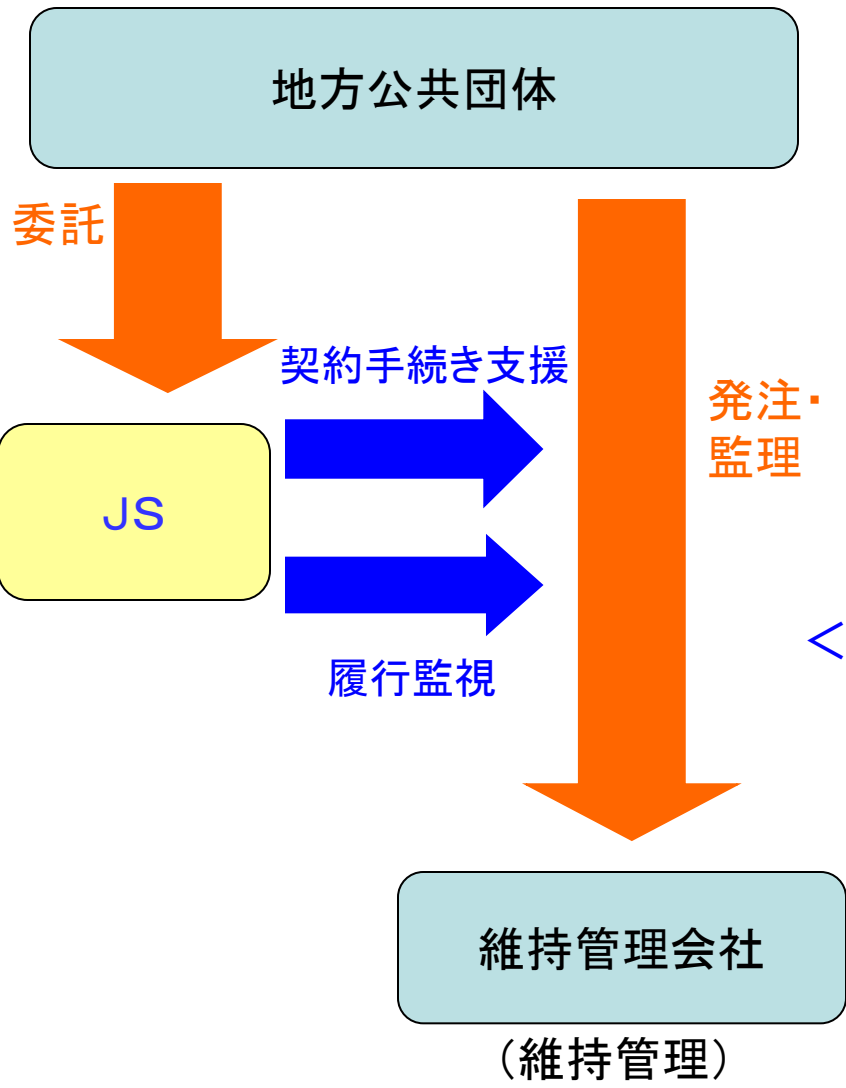 地方公共団体
委託
契約手続き支援
発注・
監理
JS
＜
履行監視
維持管理会社
（維持管理）